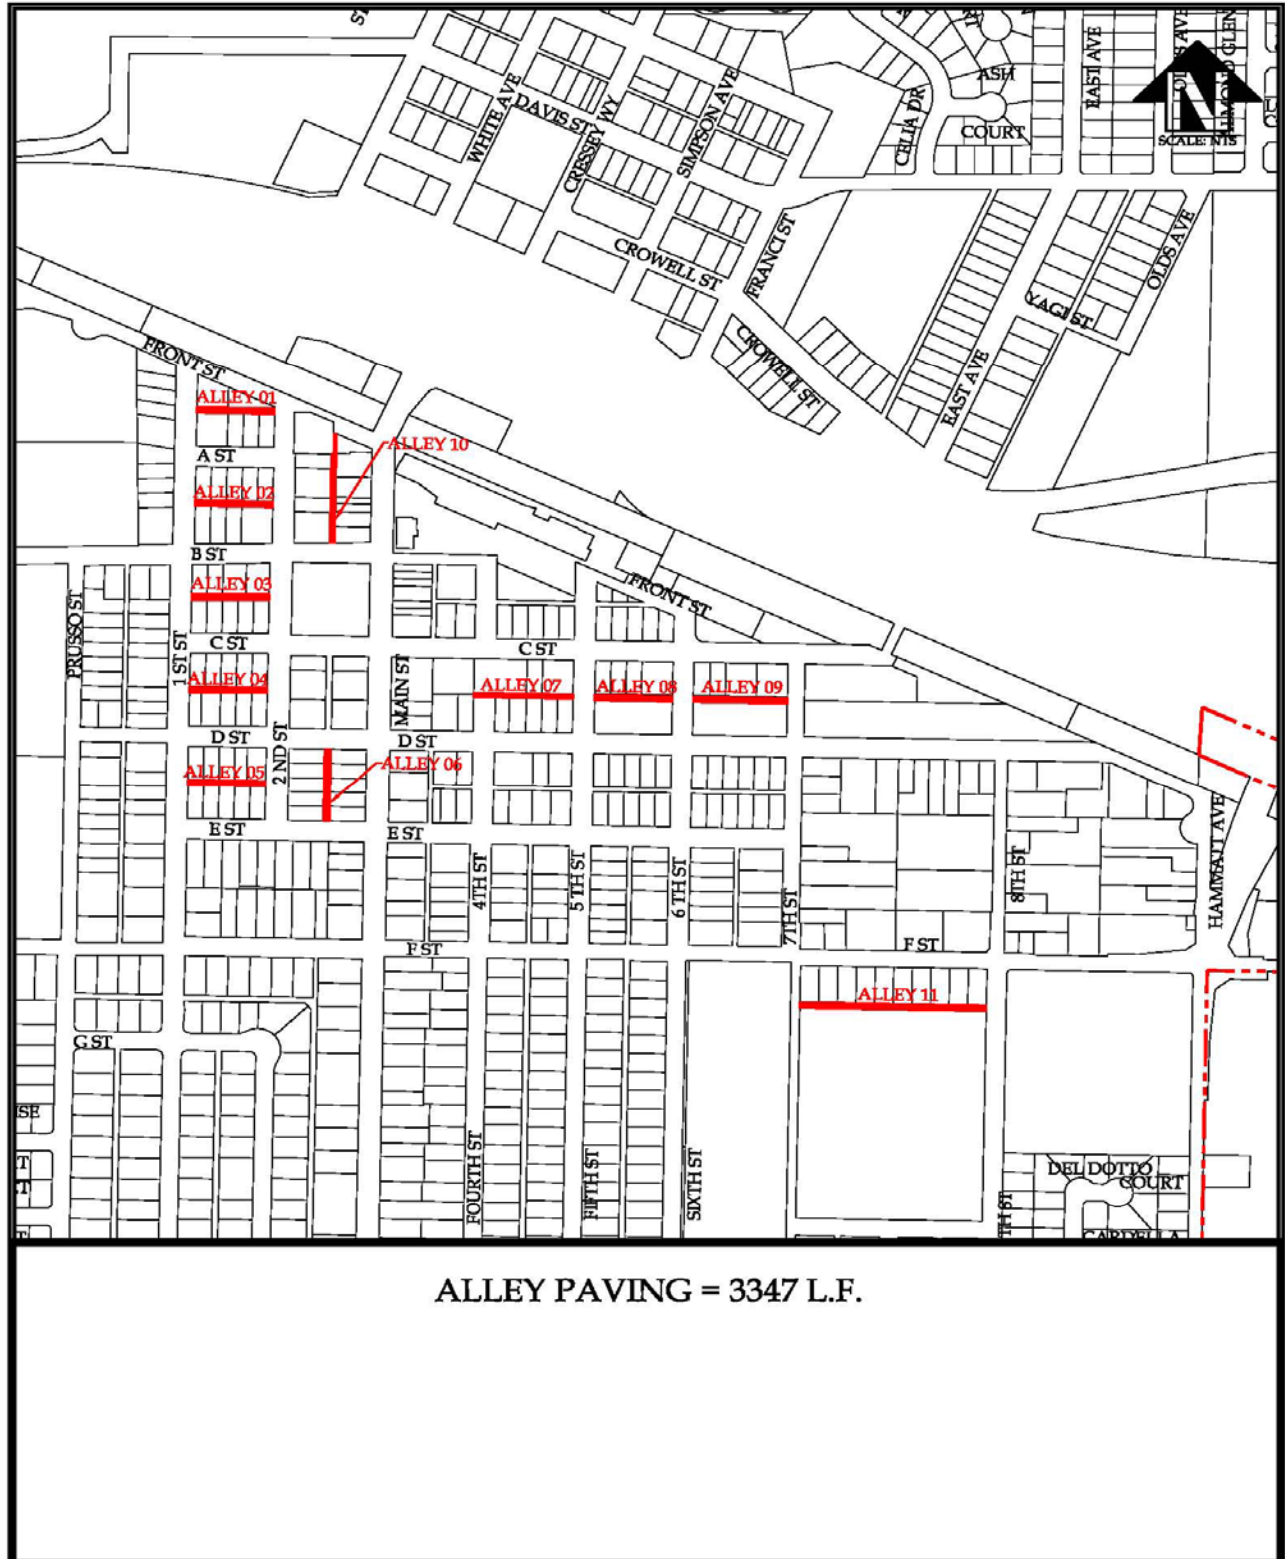 WHITE AVE
DAVIS ST
CRESSEY WY
SIMPSON AVE
CELIA DR
ASH
COURT
EAST AVE
N
SCALE: NTS
CROWELL ST
FRANCI ST
CROWELL ST
EAST AVE
YAGI ST
OLDS AVE
FRONT ST
ALLEY 01
A ST
ALLEY 10
ALLEY 02
B ST
ALLEY 03
FRONT ST
PRUSSO ST
1 ST ST
C ST
C ST
ALLEY 04
MAIN ST
ALLEY 07
ALLEY 08
ALLEY 09
D ST
2 ND ST
D ST
ALLEY 05
ALLEY 06
E ST
E ST
4TH ST
5 TH ST
6 TH ST
7TH ST
8TH ST
HAMMATT AVE
F ST
F ST
ALLEY 11
G ST
FOURTH ST
FIFTH ST
SIXTH ST
TH ST
DEL DOTTO
COURT
CARDELLA
ALLEY PAVING = 3347 L.F.